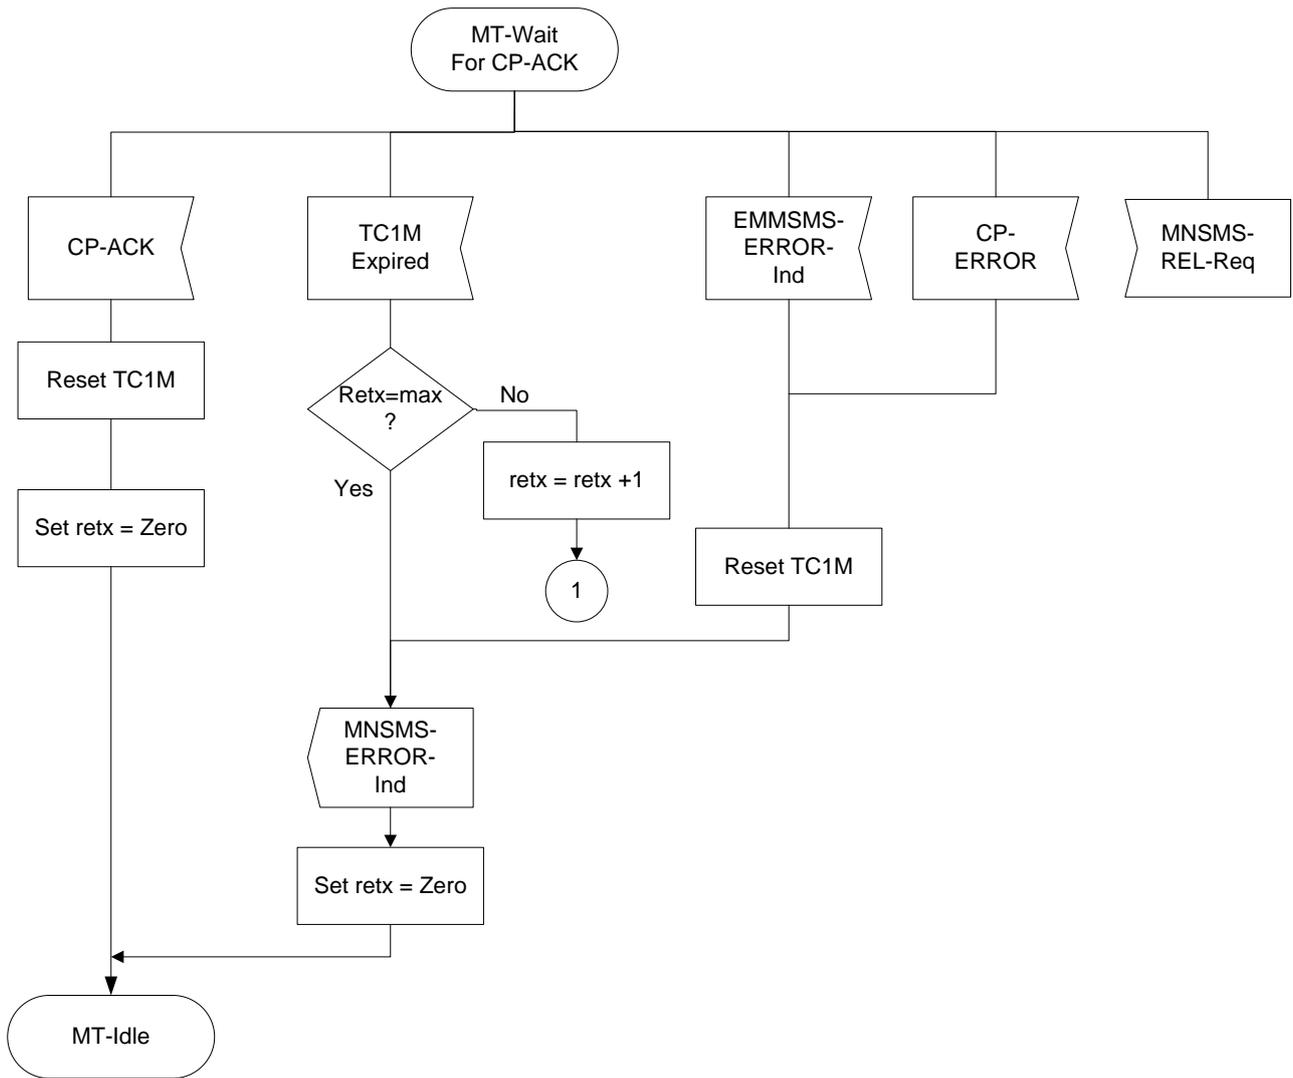 MT-Wait
For CP-ACK
CP-ACK
TC1M
Expired
EMMSMS-
ERROR-
Ind
CP-
ERROR
MNSMS-
REL-Req
Reset TC1M
Retx=max
?
No
Yes
retx = retx +1
Set retx = Zero
Reset TC1M
1
MNSMS-
ERROR-
Ind
Set retx = Zero
MT-Idle